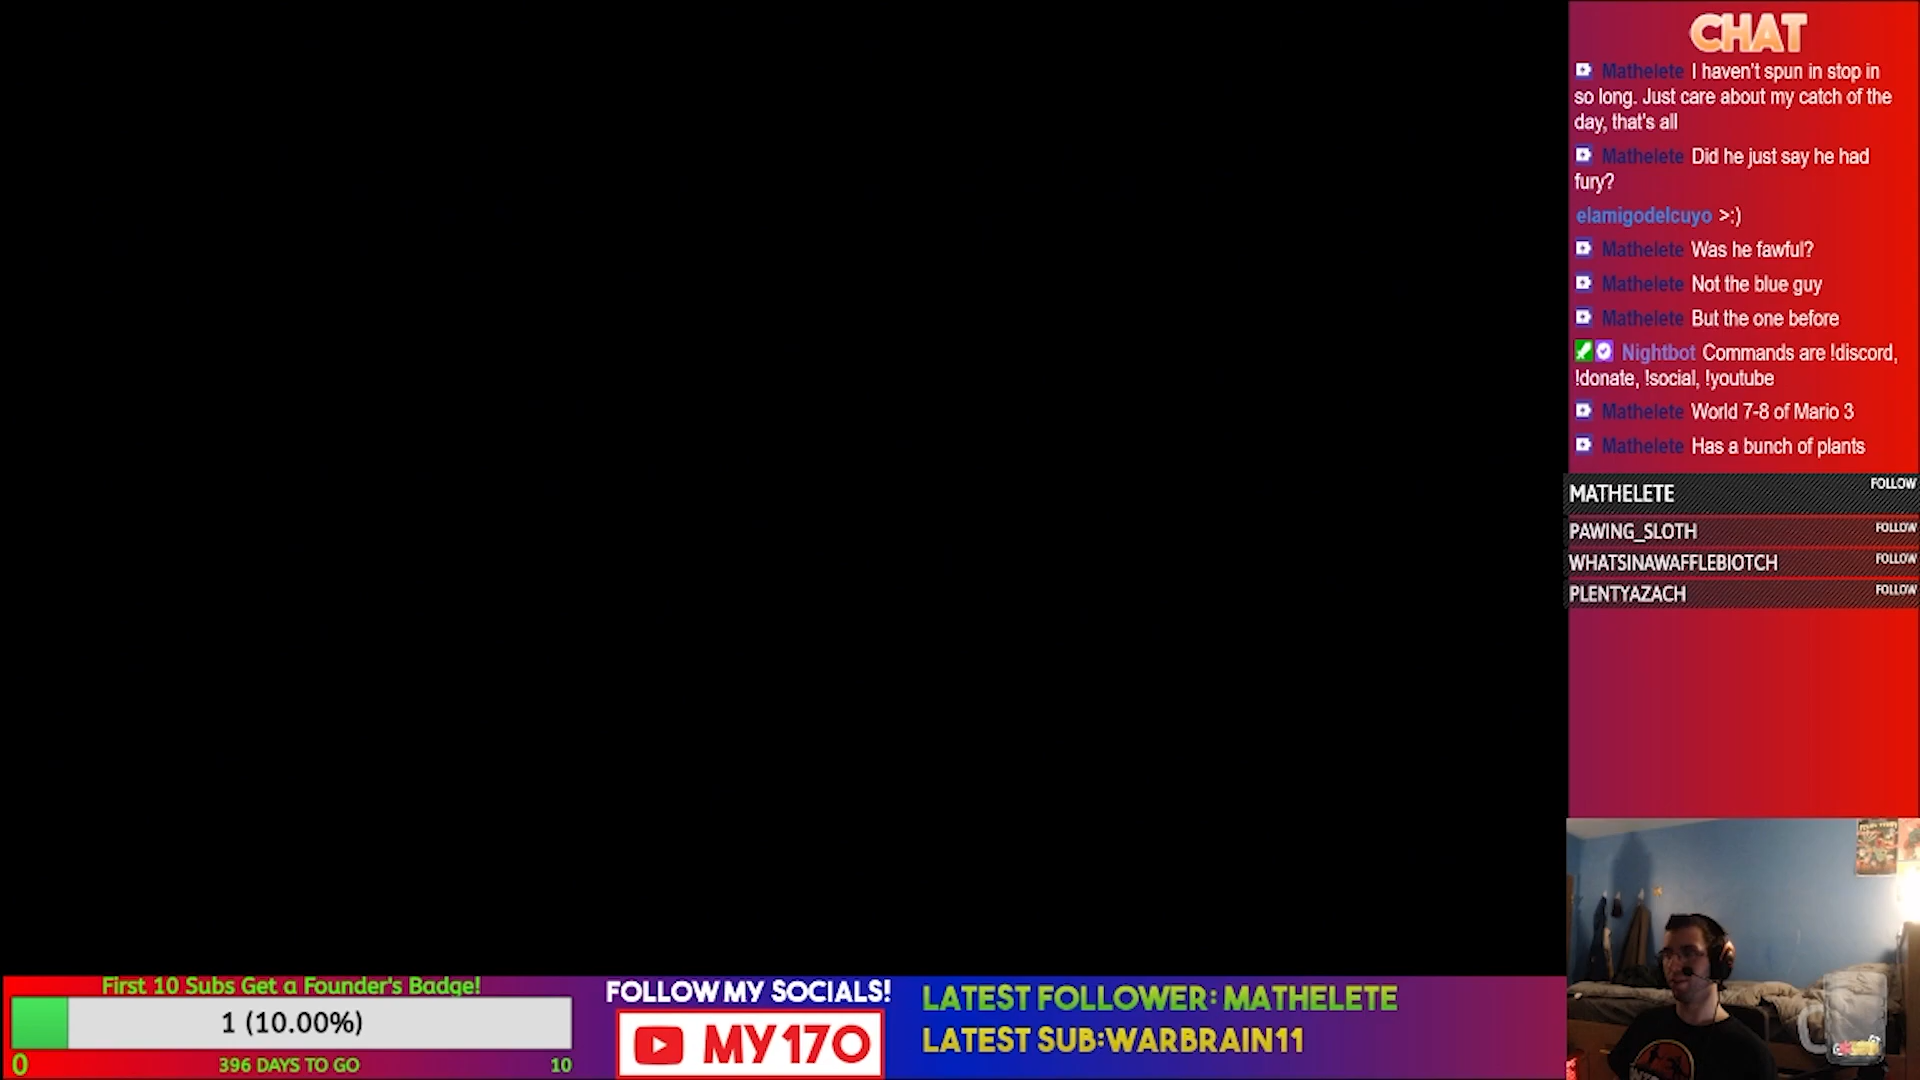 CHAT
Mathelete I haven't spun in stop in
so long. Just care about my catch of the
day, that's all
Mathelete Did he just say he had
fury?
elamigodelcuyo >:)
Mathelete Was he fawful?
Mathelete Not the blue guy
Mathelete But the one before
Nightbot Commands are !discord,
!donate, !social, !youtube
Mathelete World 7-8 of Mario 3
Mathelete Has a bunch of plants
MATHELETE FOLLOW
PAWING_SLOTH FOLLOW
WHATSINAWAFFLEBIOTCH FOLLOW
PLENTYAZACH FOLLOW
First 10 Subs Get a Founder's Badge!
1 (10.00%)
0 396 DAYS TO GO 10
FOLLOW MY SOCIALS!
MY170
LATEST FOLLOWER: MATHELETE
LATEST SUB:WARBRAIN11